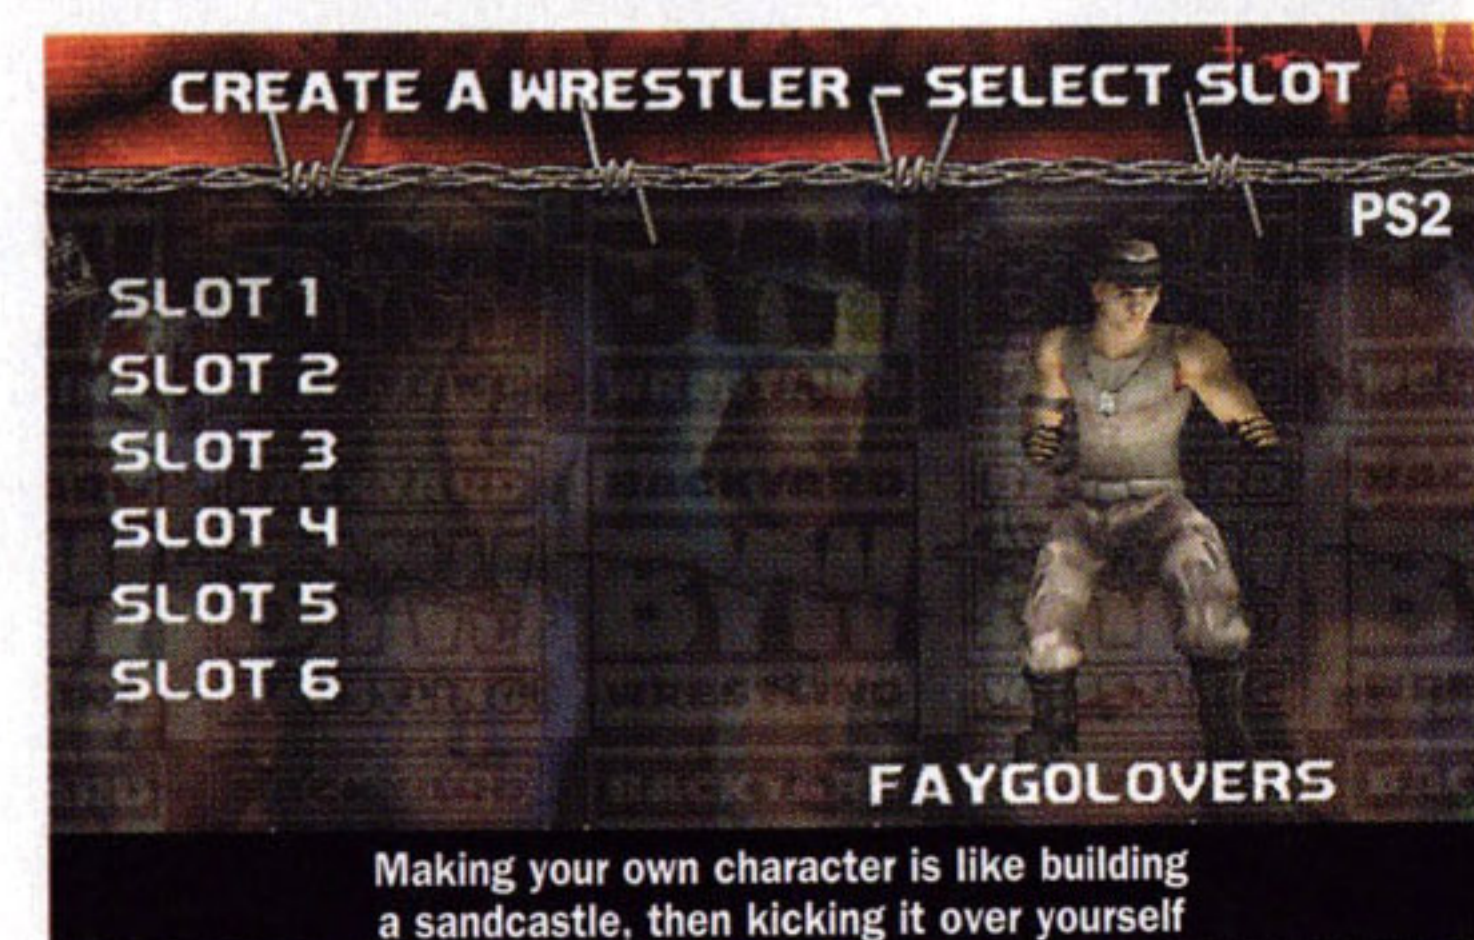 CREATE A WRESTLER - SELECT SLOT
PS2
SLOT 1
SLOT 2
SLOT 3
SLOT 4
SLOT 5
SLOT 6
FAYGOLOVERS
Making your own character is like building
a sandcastle, then kicking it over yourself